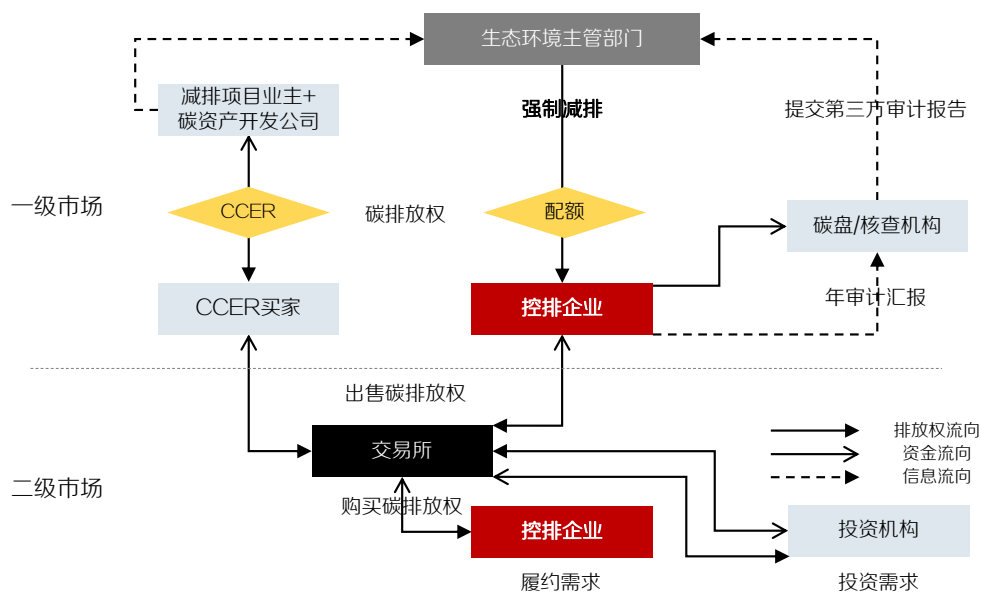 生态环境主管部门
减排项目业主+
碳资产开发公司
强制减排
提交第三方审计报告
一级市场
CCER
碳排放权
配额
碳盘/核查机构
CCER买家
控排企业
年审计汇报
出售碳排放权
交易所
排放权流向
资金流向
信息流向
二级市场
购买碳排放权
控排企业
投资机构
履约需求
投资需求